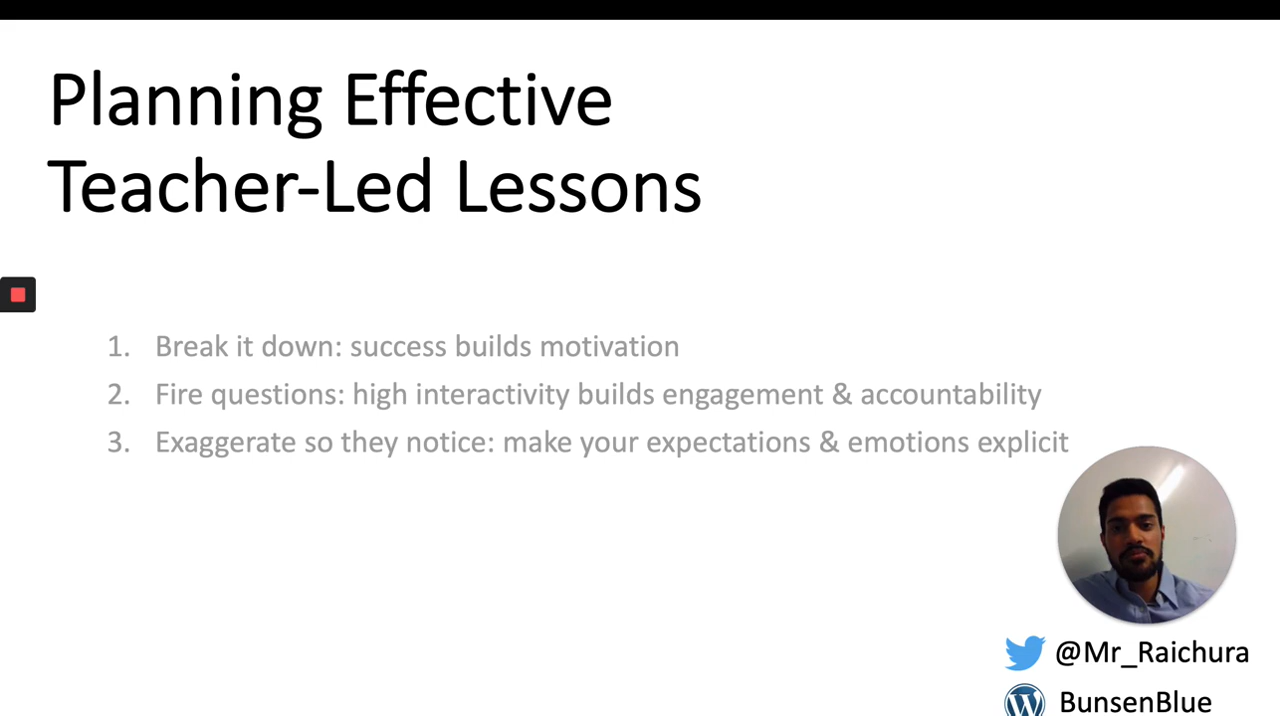 Planning Effective
Teacher-Led Lessons
1. Break it down: success builds motivation
2. Fire questions: high interactivity builds engagement & accountability
3. Exaggerate so they notice: make your expectations & emotions explicit
@Mr_Raichura
BunsenBlue